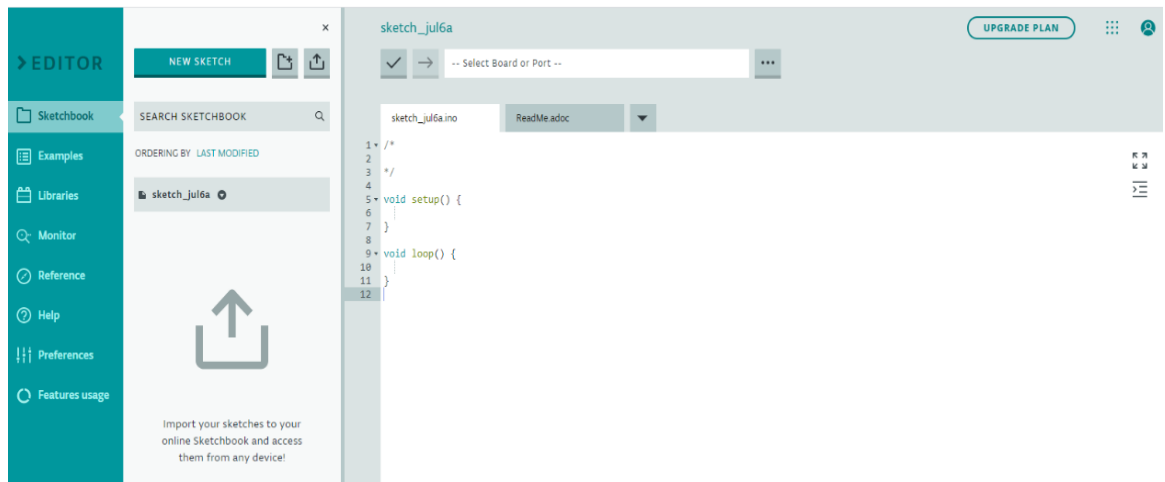 EDITOR
Sketchbook
Examples
Libraries
Monitor
Reference
Help
Preferences
Features usage
NEW SKETCH
SEARCH SKETCHBOOK
ORDERING BY LAST MODIFIED
sketch_jul6a
Import your sketches to your
online Sketchbook and access
them from any device!
sketch_jul6a
UPGRADE PLAN
-- Select Board or Port --
sketch_jul6a.ino ReadMe.adoc
1 /*
2
3 */
4
5 void setup() {
6
7 }
8
9 void loop() {
10
11 }
12